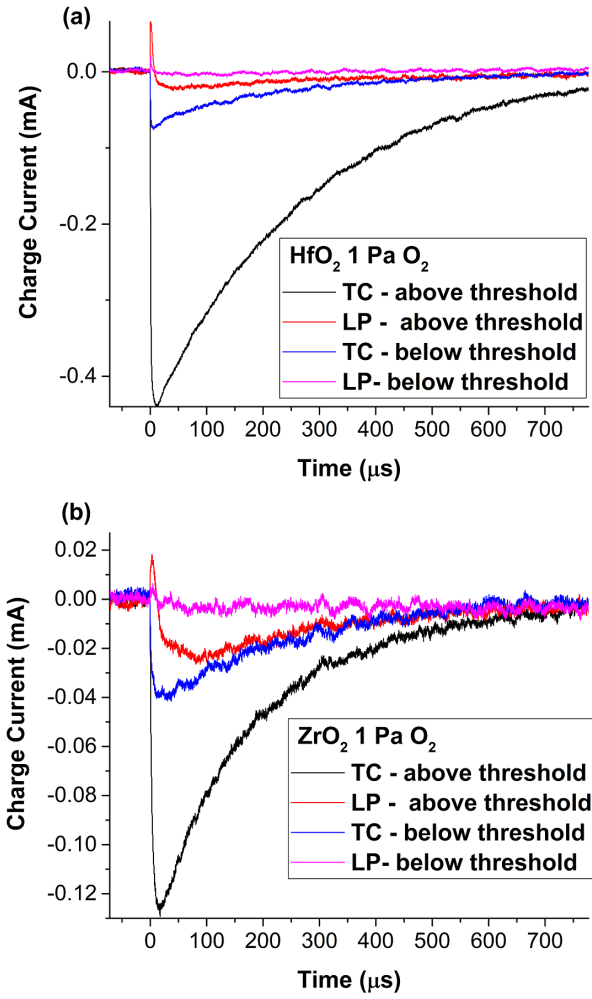 (a)
0.0
-0.2
-0.4
Charge Current (mA)
HfO₂ 1 Pa O₂
TC - above threshold
LP - above threshold
TC - below threshold
LP- below threshold
0 100 200 300 400 500 600 700
Time (μs)
(b)
0.02
0.00
-0.02
-0.04
-0.06
-0.08
-0.10
-0.12
Charge Current (mA)
ZrO₂ 1 Pa O₂
TC - above threshold
LP - above threshold
TC - below threshold
LP- below threshold
0 100 200 300 400 500 600 700
Time (μs)